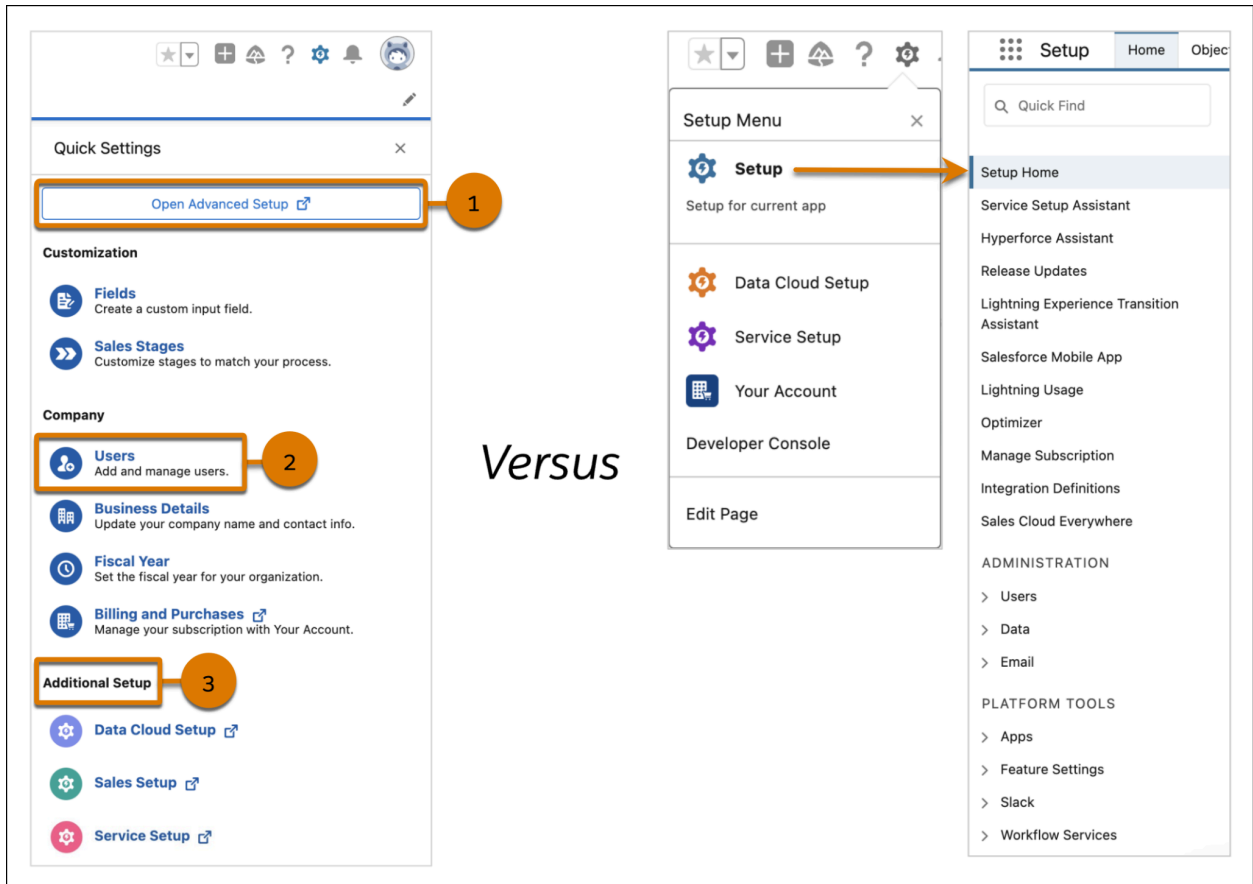 Quick Settings
Open Advanced Setup
1
Customization
Fields
Create a custom input field.
Sales Stages
Customize stages to match your process.
Company
Users
Add and manage users.
2
Business Details
Update your company name and contact info.
Fiscal Year
Set the fiscal year for your organization.
Billing and Purchases
Manage your subscription with Your Account.
Additional Setup
3
Data Cloud Setup
Sales Setup
Service Setup
Versus
Setup Menu
Setup
Setup for current app
Data Cloud Setup
Service Setup
Your Account
Developer Console
Edit Page
Setup
Home
Objec
Quick Find
Setup Home
Service Setup Assistant
Hyperforce Assistant
Release Updates
Lightning Experience Transition
Assistant
Salesforce Mobile App
Lightning Usage
Optimizer
Manage Subscription
Integration Definitions
Sales Cloud Everywhere
ADMINISTRATION
Users
Data
Email
PLATFORM TOOLS
Apps
Feature Settings
Slack
Workflow Services